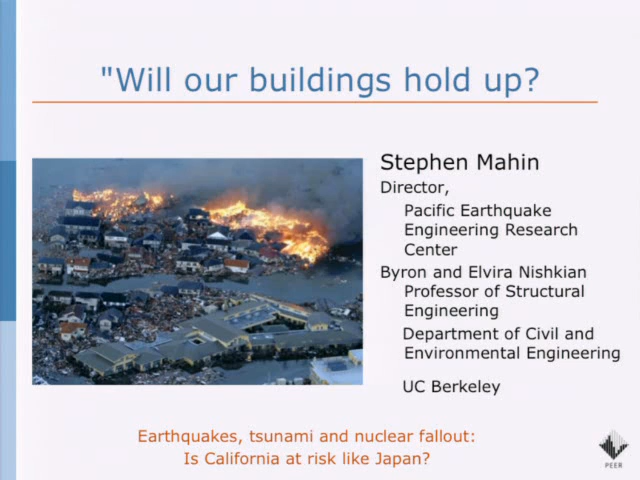 "Will our buildings hold up?
Stephen Mahin
Director,
Pacific Earthquake
Engineering Research
Center
Byron and Elvira Nishkian
Professor of Structural
Engineering
Department of Civil and
Environmental Engineering
UC Berkeley
Earthquakes, tsunami and nuclear fallout:
Is California at risk like Japan?
PEER